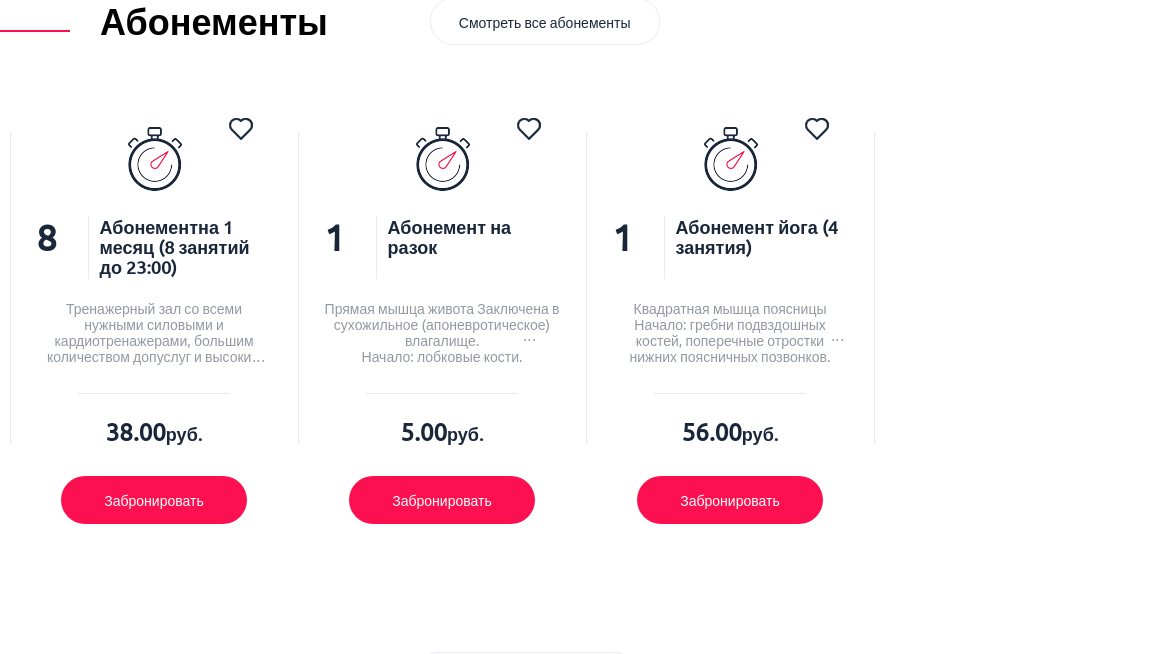 Абонементы
Смотреть все абонементы
8
Абонементна 1
месяц (8 занятий
до 23:00)
Тренажерный зал со всеми
нужными силовыми и
кардиотренажерами, большим
количеством допуслуг и высоки...
38.00руб.
Забронировать
1
Абонемент на
разок
Прямая мышца живота Заключена в
сухожильное (апоневротическое)
влагалище. ...
Начало: лобковые кости.
5.00руб.
Забронировать
1
Абонемент йога (4
занятия)
Квадратная мышца поясницы
Начало: гребни подвздошных
костей, поперечные отростки ...
нижних поясничных позвонков.
56.00руб.
Забронировать